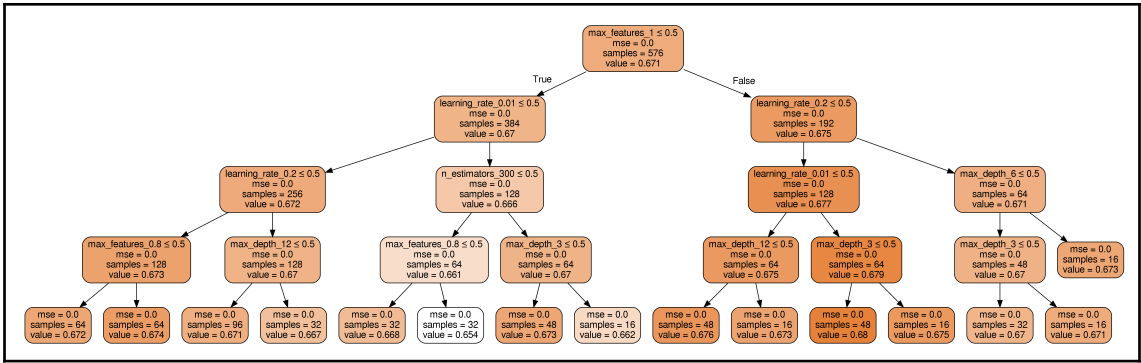 max_features_1 ≤ 0.5
mse = 0.0
samples = 576
value = 0.671
True
False
learning_rate_0.01 ≤ 0.5
mse = 0.0
samples = 384
value = 0.67
learning_rate_0.2 ≤ 0.5
mse = 0.0
samples = 192
value = 0.675
learning_rate_0.2 ≤ 0.5
mse = 0.0
samples = 256
value = 0.672
n_estimators_300 ≤ 0.5
mse = 0.0
samples = 128
value = 0.666
learning_rate_0.01 ≤ 0.5
mse = 0.0
samples = 128
value = 0.677
max_depth_6 ≤ 0.5
mse = 0.0
samples = 64
value = 0.671
max_features_0.8 ≤ 0.5
mse = 0.0
samples = 128
value = 0.673
max_depth_12 ≤ 0.5
mse = 0.0
samples = 128
value = 0.67
max_features_0.8 ≤ 0.5
mse = 0.0
samples = 64
value = 0.661
max_depth_3 ≤ 0.5
mse = 0.0
samples = 64
value = 0.67
max_depth_12 ≤ 0.5
mse = 0.0
samples = 64
value = 0.675
max_depth_3 ≤ 0.5
mse = 0.0
samples = 64
value = 0.679
max_depth_3 ≤ 0.5
mse = 0.0
samples = 48
value = 0.67
mse = 0.0
samples = 16
value = 0.673
mse = 0.0
samples = 64
value = 0.672
mse = 0.0
samples = 64
value = 0.674
mse = 0.0
samples = 96
value = 0.671
mse = 0.0
samples = 32
value = 0.667
mse = 0.0
samples = 32
value = 0.668
mse = 0.0
samples = 32
value = 0.654
mse = 0.0
samples = 48
value = 0.673
mse = 0.0
samples = 16
value = 0.662
mse = 0.0
samples = 48
value = 0.676
mse = 0.0
samples = 16
value = 0.673
mse = 0.0
samples = 48
value = 0.68
mse = 0.0
samples = 16
value = 0.675
mse = 0.0
samples = 32
value = 0.67
mse = 0.0
samples = 16
value = 0.671